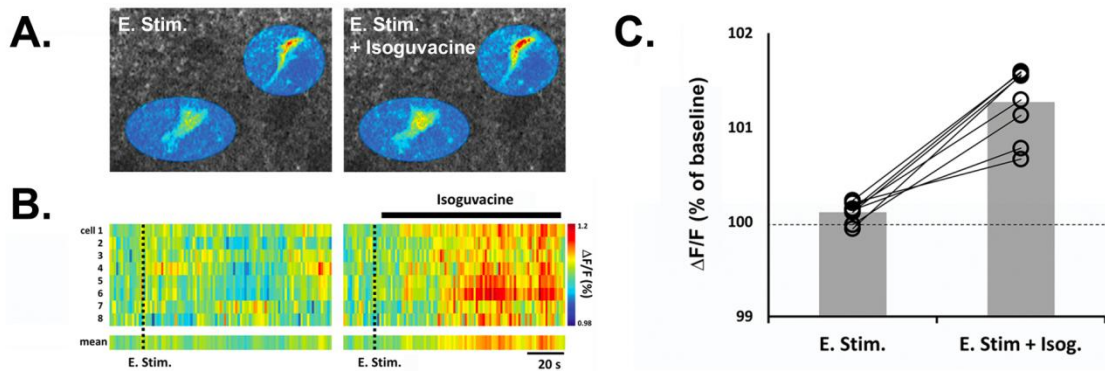 A.
E. Stim.
E. Stim.
+ Isoguvacine
B.
Isoguvacine
cell 1
2
3
4
5
6
7
8
mean
E. Stim.
E. Stim.
20 s
1.2
ΔF/F (%)
0.98
C.
ΔF/F (% of baseline)
102
101
100
99
E. Stim.
E. Stim + Isog.